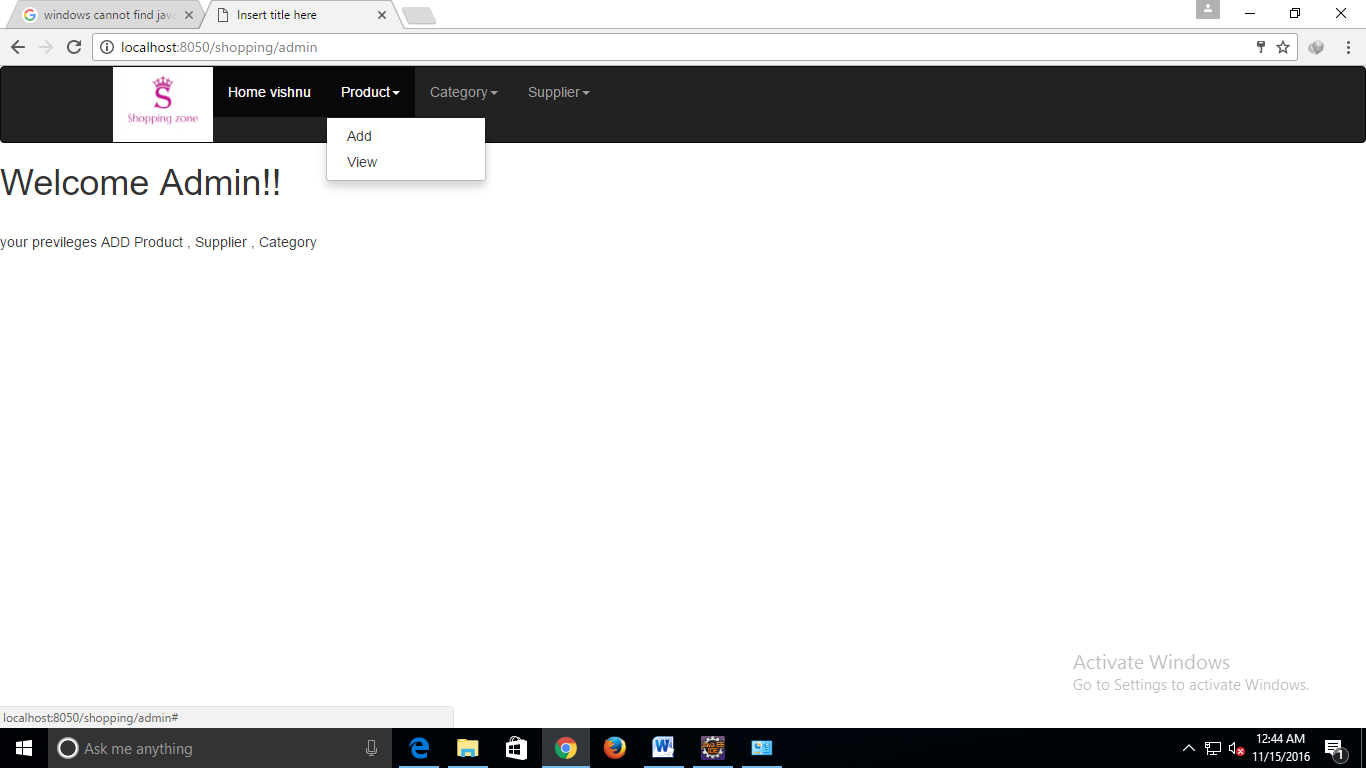 windows cannot find java
Insert title here
localhost:8050/shopping/admin
S
Shopping zone
Home vishnu
Product
Category
Supplier
Add
View
Welcome Admin!!
your previleges ADD Product , Supplier , Category
Activate Windows
Go to Settings to activate Windows.
localhost:8050/shopping/admin#
Ask me anything
12:44 AM
11/15/2016
1